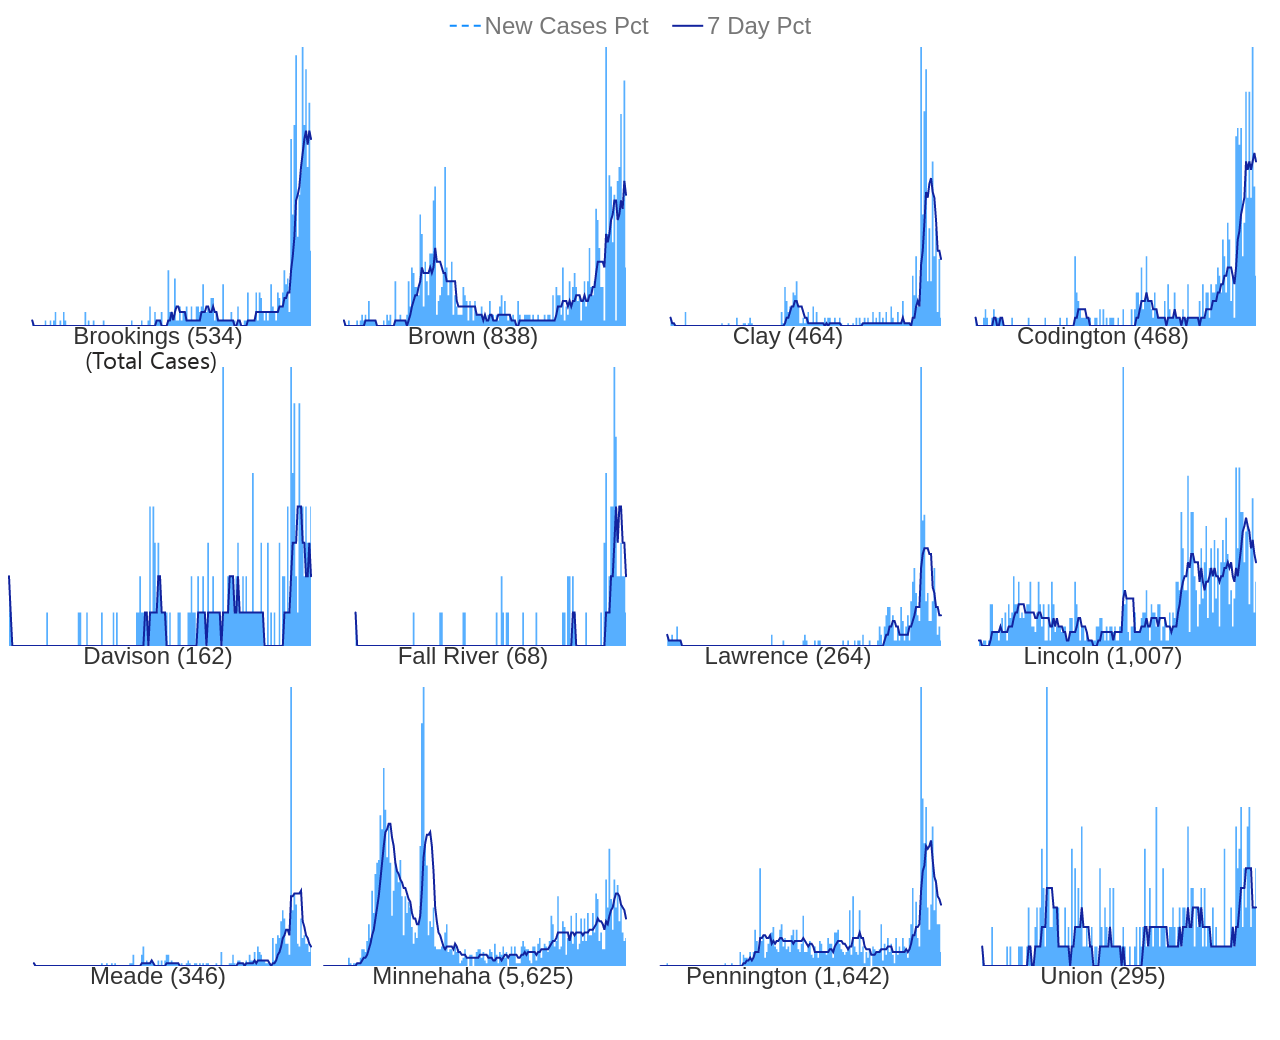 New Cases Pct 7 Day Pct
Brookings (534) Brown (838) Clay (464) Codington (468)
(Total Cases)
Davison (162) Fall River (68) Lawrence (264) Lincoln (1,007)
Meade (346) Minnehaha (5,625) Pennington (1,642) Union (295)